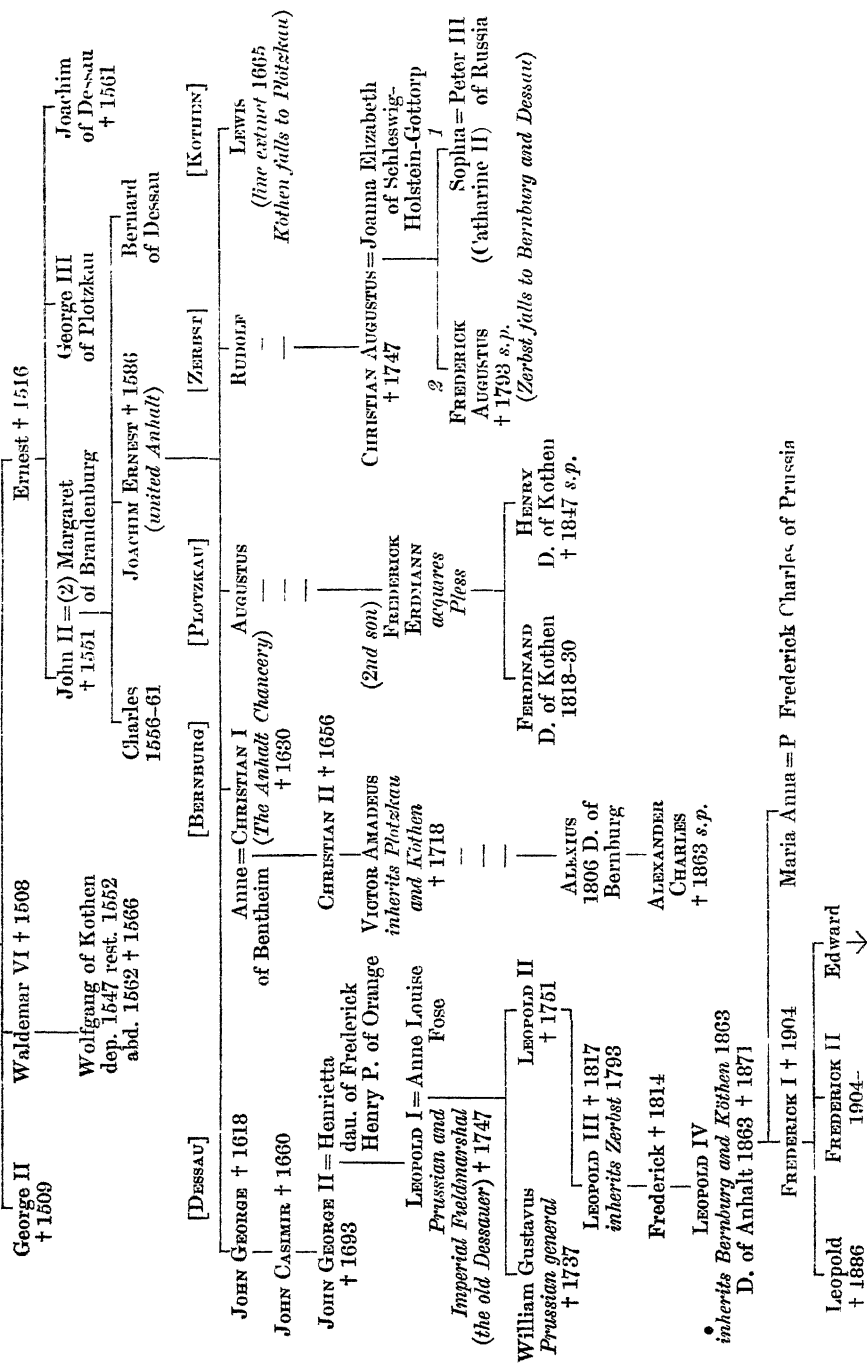 George II
† 1509
Waldemar VI † 1508
Ernest † 1516
Wolfgang of Kothen
dep. 1547 rest. 1552
abd. 1562 † 1566
John II = (2) Margaret
† 1551 of Brandenburg
George III
of Plotzkau
Joachim
of Dessau
† 1561
Charles
1556–61
JOACHIM ERNEST † 1586
(united Anhalt)
Bernard
of Dessau
[DESSAU]
[BERNBURG]
[PLOTZKAU]
[ZERBST]
[KOTHEN]
JOHN GEORGE † 1618
Anne = CHRISTIAN I
of Bentheim (The Anhalt Chancery)
† 1630
AUGUSTUS
RUDOLF
LEWIS
(line extinct 1665
Kothen falls to Plotzkau)
JOHN CASIMIR † 1660
CHRISTIAN II † 1656
JOHN GEORGE II = Henrietta
† 1693 dau. of Frederick
Henry P. of Orange
VICTOR AMADEUS
inherits Plotzkau
and Köthen
† 1718
(2nd son)
FREDERICK
ERDMANN
acquires
Pless
CHRISTIAN AUGUSTUS = Joanna Elizabeth
† 1747 of Schleswig-
Holstein-Gottorp
LEOPOLD I = Anne Louise
Prussian and Fose
Imperial Fieldmarshal
(the old Dessauer) † 1747
2
FREDERICK
AUGUSTUS
† 1793 s.p.
1
Sophia = Peter III
(Catharine II) of Russia
(Zerbst falls to Bernburg and Dessau)
William Gustavus
Prussian general
† 1737
LEOPOLD II
† 1751
ALEXIUS
1806 D. of
Bernburg
FERDINAND
D. of Kothen
1818–30
HENRY
D. of Kothen
† 1847 s.p.
LEOPOLD III † 1817
inherits Zerbst 1793
ALEXANDER
CHARLES
† 1863 s.p.
Frederick † 1814
LEOPOLD IV
inherits Bernburg and Köthen 1863
D. of Anhalt 1863 † 1871
FREDERICK I † 1904
Maria Anna = P Frederick Charles of Prussia
Leopold
† 1886
FREDERICK II
1904–
Edward